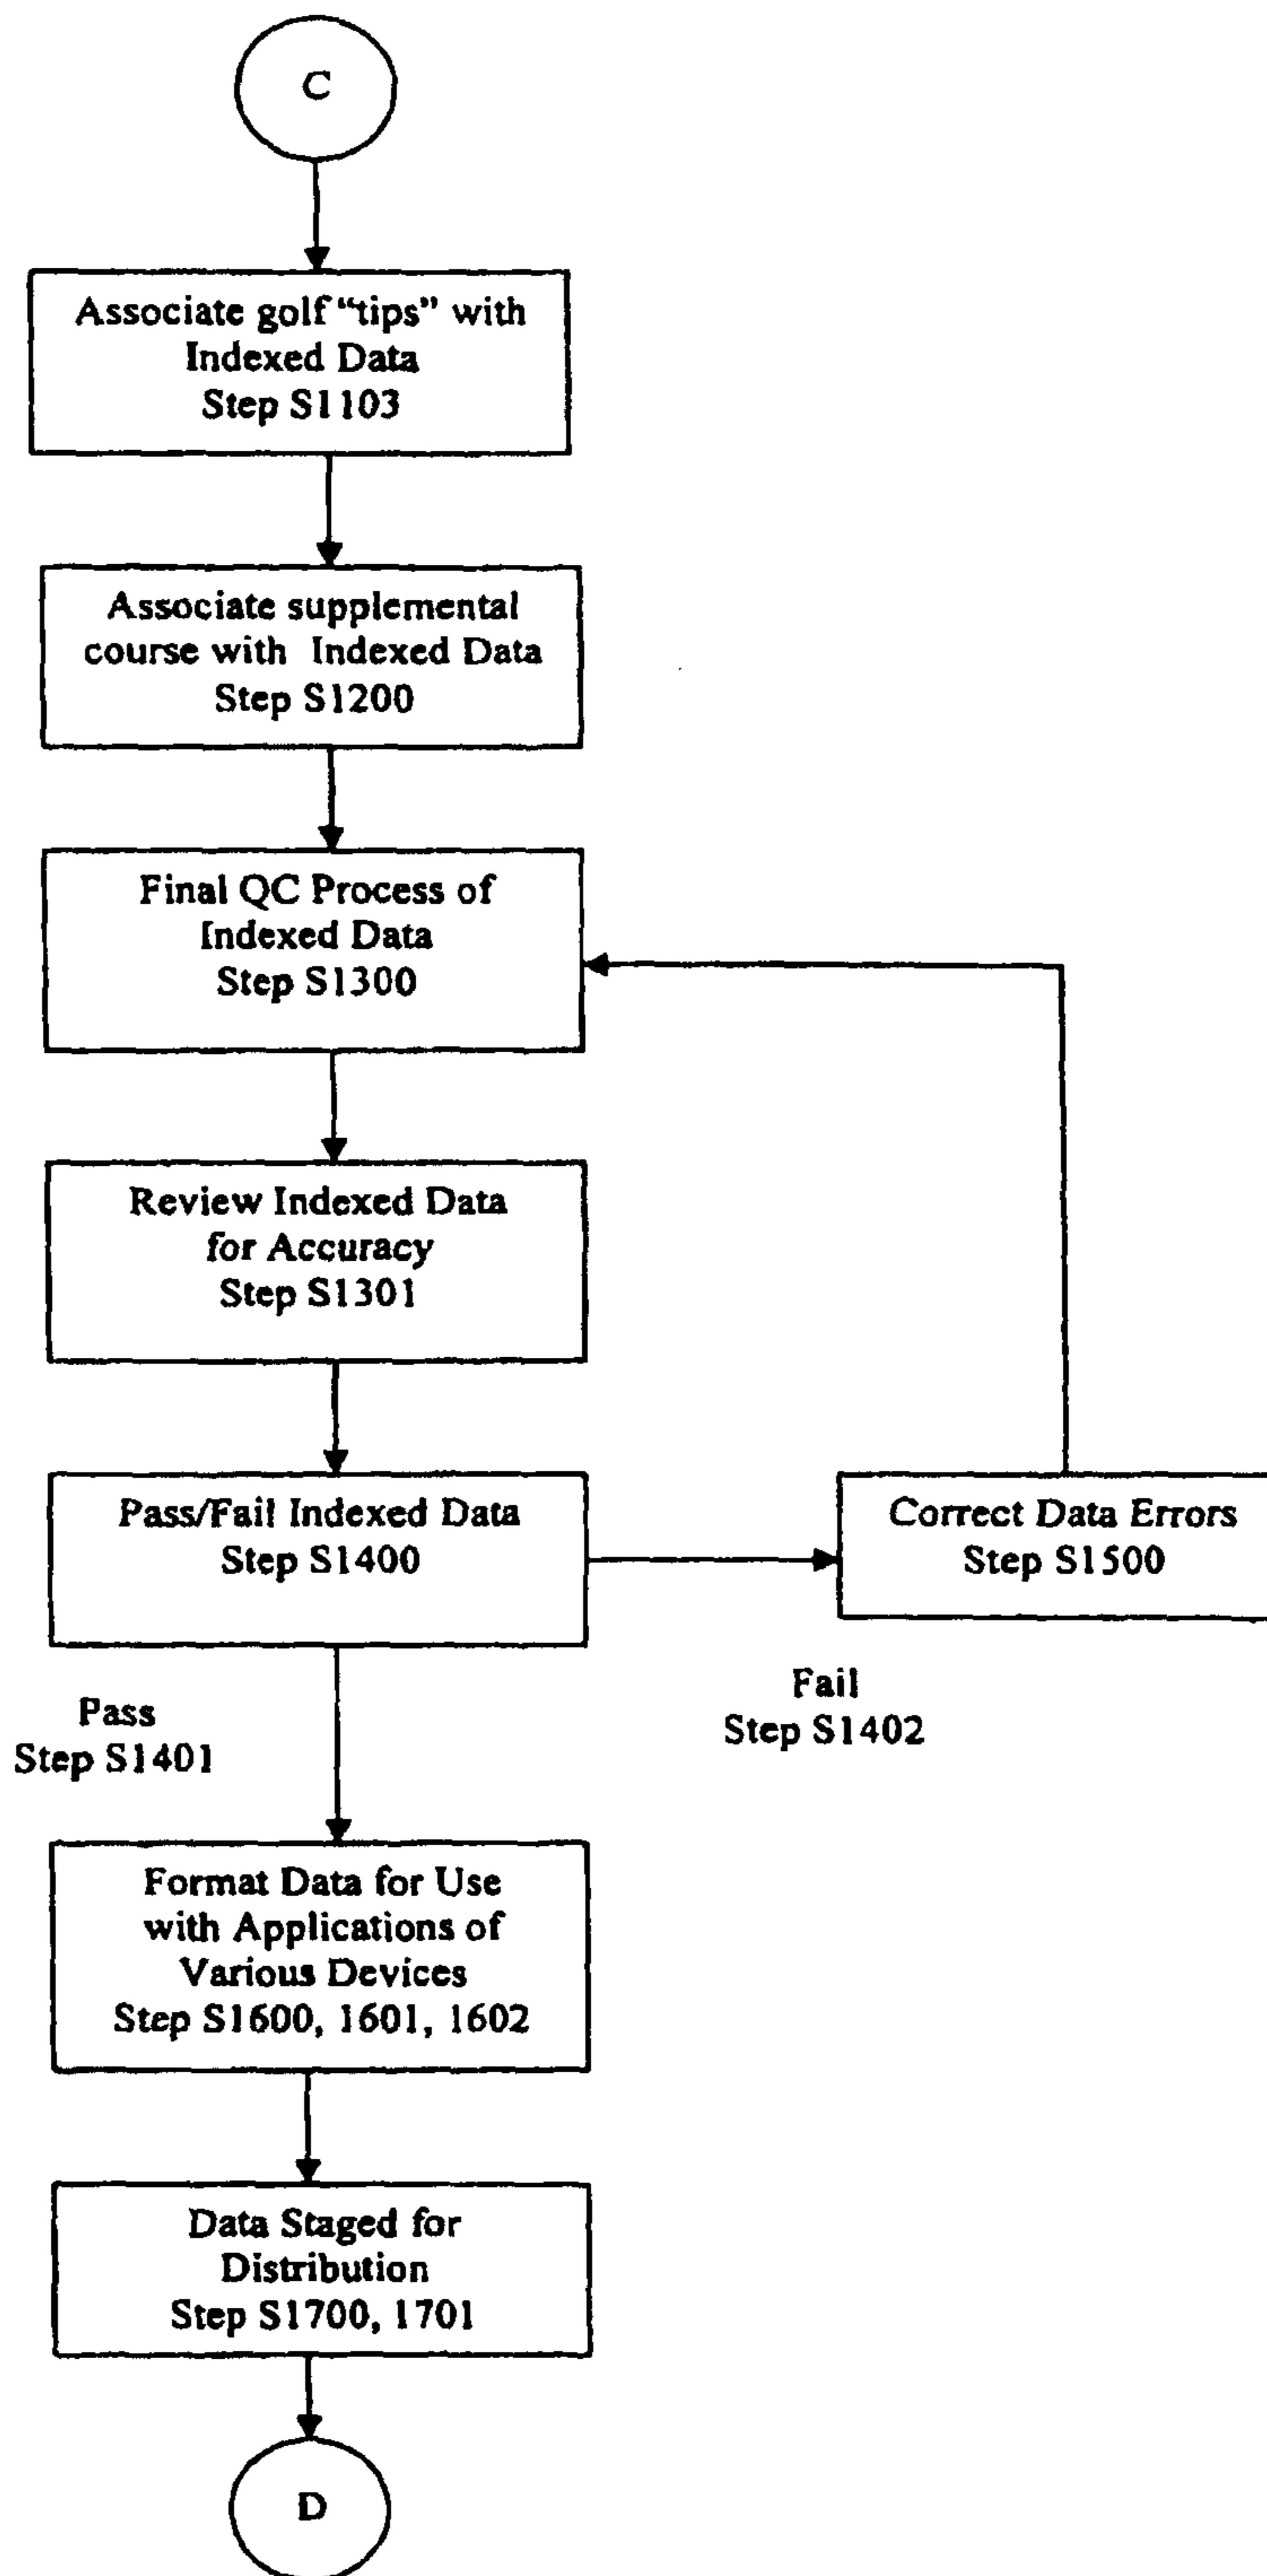 C
Associate golf “tips” with
Indexed Data
Step S1103
Associate supplemental
course with Indexed Data
Step S1200
Final QC Process of
Indexed Data
Step S1300
Review Indexed Data
for Accuracy
Step S1301
Pass/Fail Indexed Data
Step S1400
Correct Data Errors
Step S1500
Pass
Step S1401
Fail
Step S1402
Format Data for Use
with Applications of
Various Devices
Step S1600, 1601, 1602
Data Staged for
Distribution
Step S1700, 1701
D